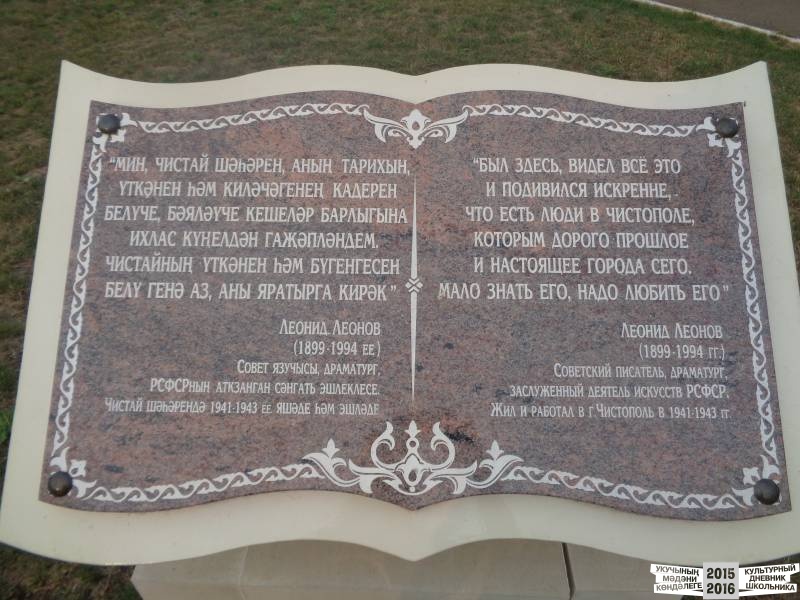 “МИН, ЧИСТАЙ ШӘҺӘРЕН, АНЫҢ ТАРИХЫН,
ҮТКӘНЕН ҺӘМ КИЛӘЧӘГЕНЕҢ КАДЕРЕН
БЕЛҮЧЕ, БӘЯЛӘҮЧЕ КЕШЕЛӘР БАРЛЫГЫНА
ИХЛАС КҮҢЕЛДӘН ГАҖӘПЛӘНДЕМ.
ЧИСТАЙНЫҢ ҮТКӘНЕН ҺӘМ БҮГЕНГЕСЕН
БЕЛҮ ГЕНӘ АЗ, АНЫ ЯРАТЫРГА КИРӘК”
ЛЕОНИД ЛЕОНОВ
(1899-1994 ЕЕ.)
СОВЕТ ЯЗУЧЫСЫ, ДРАМАТУРГ,
РСФСРНЫҢ АТКАЗАНГАН СӘНГАТЬ ЭШЛЕКЛЕСЕ.
ЧИСТАЙ ШӘҺӘРЕНДӘ 1941-1943 ЕЕ. ЯШӘДЕ ҺӘМ ЭШЛӘДЕ
“БЫЛ ЗДЕСЬ, ВИДЕЛ ВСЁ ЭТО
И ПОДИВИЛСЯ ИСКРЕННЕ,
ЧТО ЕСТЬ ЛЮДИ В ЧИСТОПОЛЕ,
КОТОРЫМ ДОРОГО ПРОШЛОЕ
И НАСТОЯЩЕЕ ГОРОДА СЕГО.
МАЛО ЗНАТЬ ЕГО, НАДО ЛЮБИТЬ ЕГО”
ЛЕОНИД ЛЕОНОВ
(1899-1994 ГГ.)
СОВЕТСКИЙ ПИСАТЕЛЬ, ДРАМАТУРГ,
ЗАСЛУЖЕННЫЙ ДЕЯТЕЛЬ ИСКУССТВ РСФСР.
ЖИЛ И РАБОТАЛ В Г.ЧИСТОПОЛЬ В 1941-1943 ГГ.
УКУЧЫНЫҢ
МӘДӘНИ
КӨНДӘЛЕГЕ
2015
2016
КУЛЬТУРНЫЙ
ДНЕВНИК
ШКОЛЬНИКА